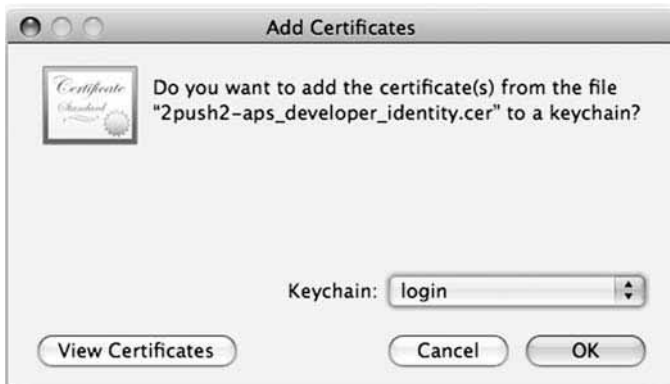 Add Certificates
Certificate
Standard
Do you want to add the certificate(s) from the file
"2push2-aps_developer_identity.cer" to a keychain?
Keychain: login
View Certificates Cancel OK